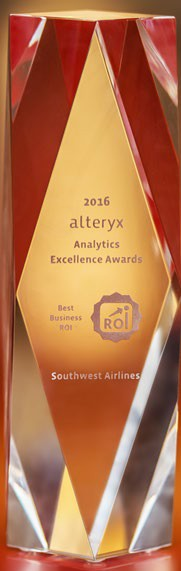 2016
alteryx
Analytics
Excellence Awards
Best
Business
ROI
ROI
Southwest Airlines